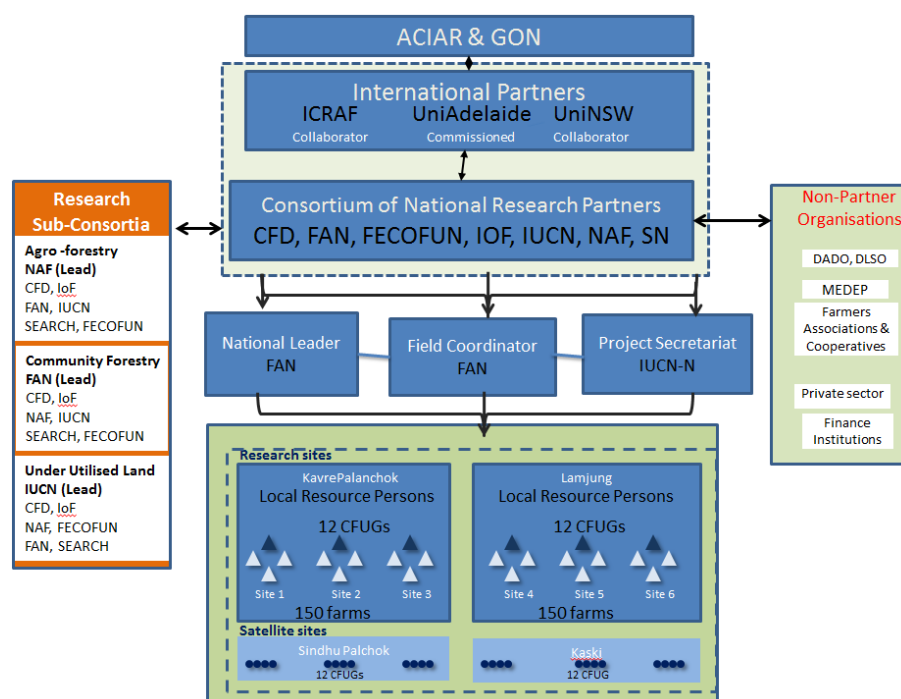 ACIAR & GON
International Partners
ICRAF UniAdelaide UniNSW
Collaborator Commissioned Collaborator
Consortium of National Research Partners
CFD, FAN, FECOFUN, IOF, IUCN, NAF, SN
Research
Sub-Consortia
Agro -forestry
NAF (Lead)
CFD, IoF
FAN, IUCN
SEARCH, FECOFUN
Community Forestry
FAN (Lead)
CFD, IoF
NAF, IUCN
SEARCH, FECOFUN
Under Utilised Land
IUCN (Lead)
CFD, IoF
NAF, FECOFUN
FAN, SEARCH
Non-Partner
Organisations
DADO, DLSO
MEDEP
Farmers
Associations &
Cooperatives
Private sector
Finance
Institutions
National Leader
FAN
Field Coordinator
FAN
Project Secretariat
IUCN-N
Research sites
KavrePalanchok
Local Resource Persons
12 CFUGs
Site 1 Site 2 Site 3
150 farms
Lamjung
Local Resource Persons
12 CFUGs
Site 4 Site 5 Site 6
150 farms
Satellite sites
Sindhu Palchok
12 CFUGs
Kaski
12 CFUG